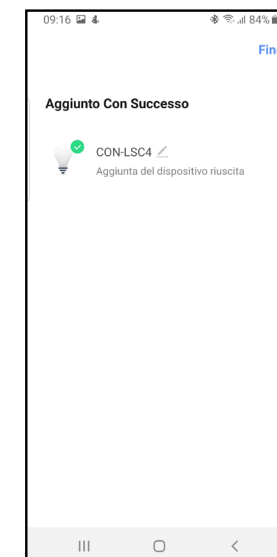 09:16 84%
Fin
Aggiunto Con Successo
CON-LSC4
Aggiunta del dispositivo riuscita